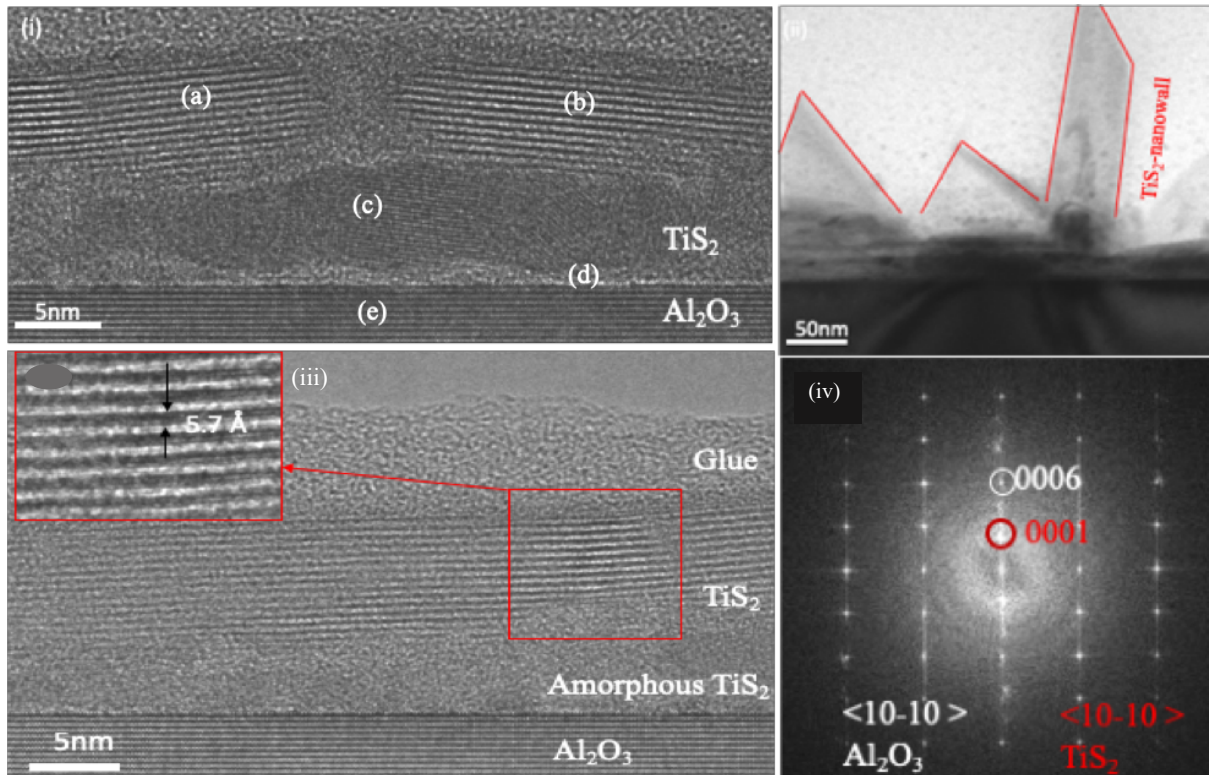 (i)
(a)
(b)
(c)
TiS₂
(d)
5nm
(e)
Al₂O₃
(ii)
TiS₂-nanowall
50nm
(iii)
5.7 Å
Glue
TiS₂
Amorphous TiS₂
5nm
Al₂O₃
(iv)
0006
0001
<10-10 > <10-10 >
Al₂O₃ TiS₂